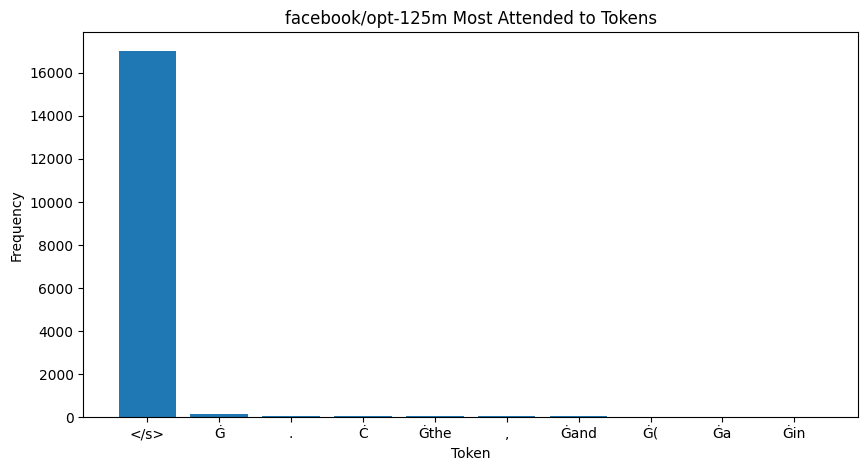 facebook/opt-125m Most Attended to Tokens
16000
14000
12000
10000
8000
6000
4000
2000
0
Frequency
</s> Ġ . Ċ Ġthe , Ġand Ġ( Ġa Ġin
Token